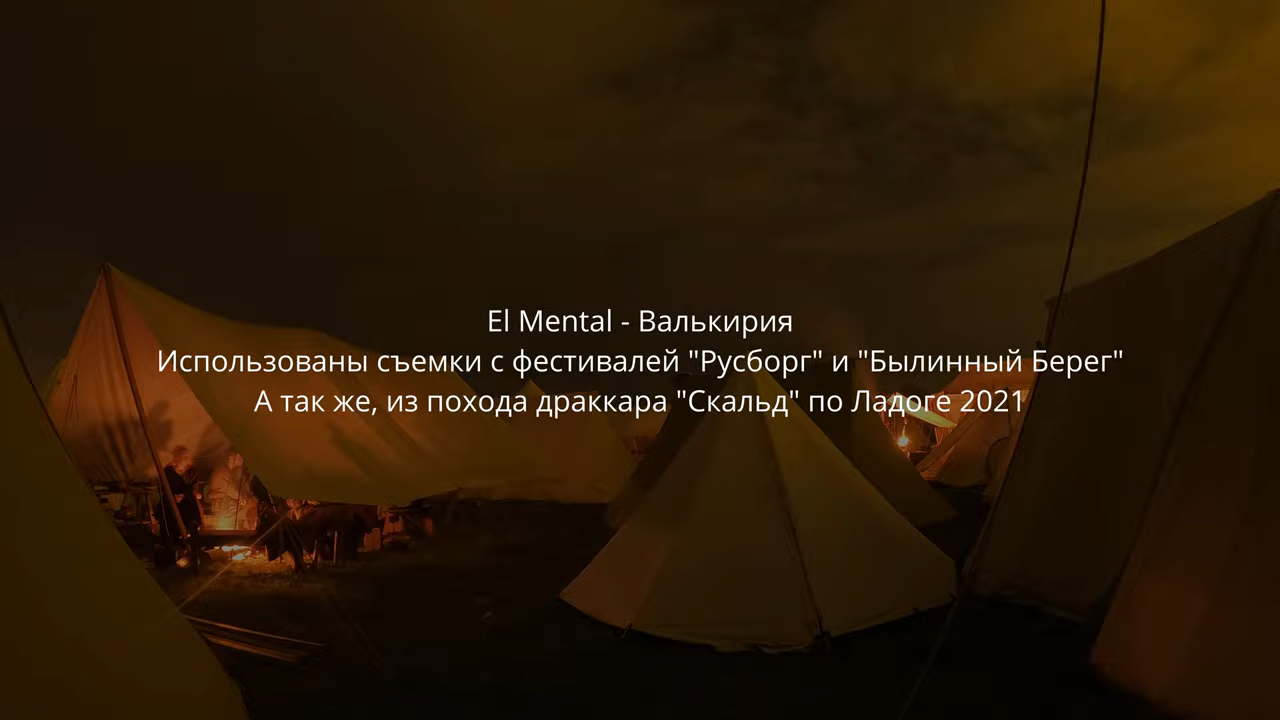 El Mental - Валькирия
Использованы съемки с фестивалей "Русборг" и "Былинный Берег"
А так же, из похода драккара "Скальд" по Ладоге 2021